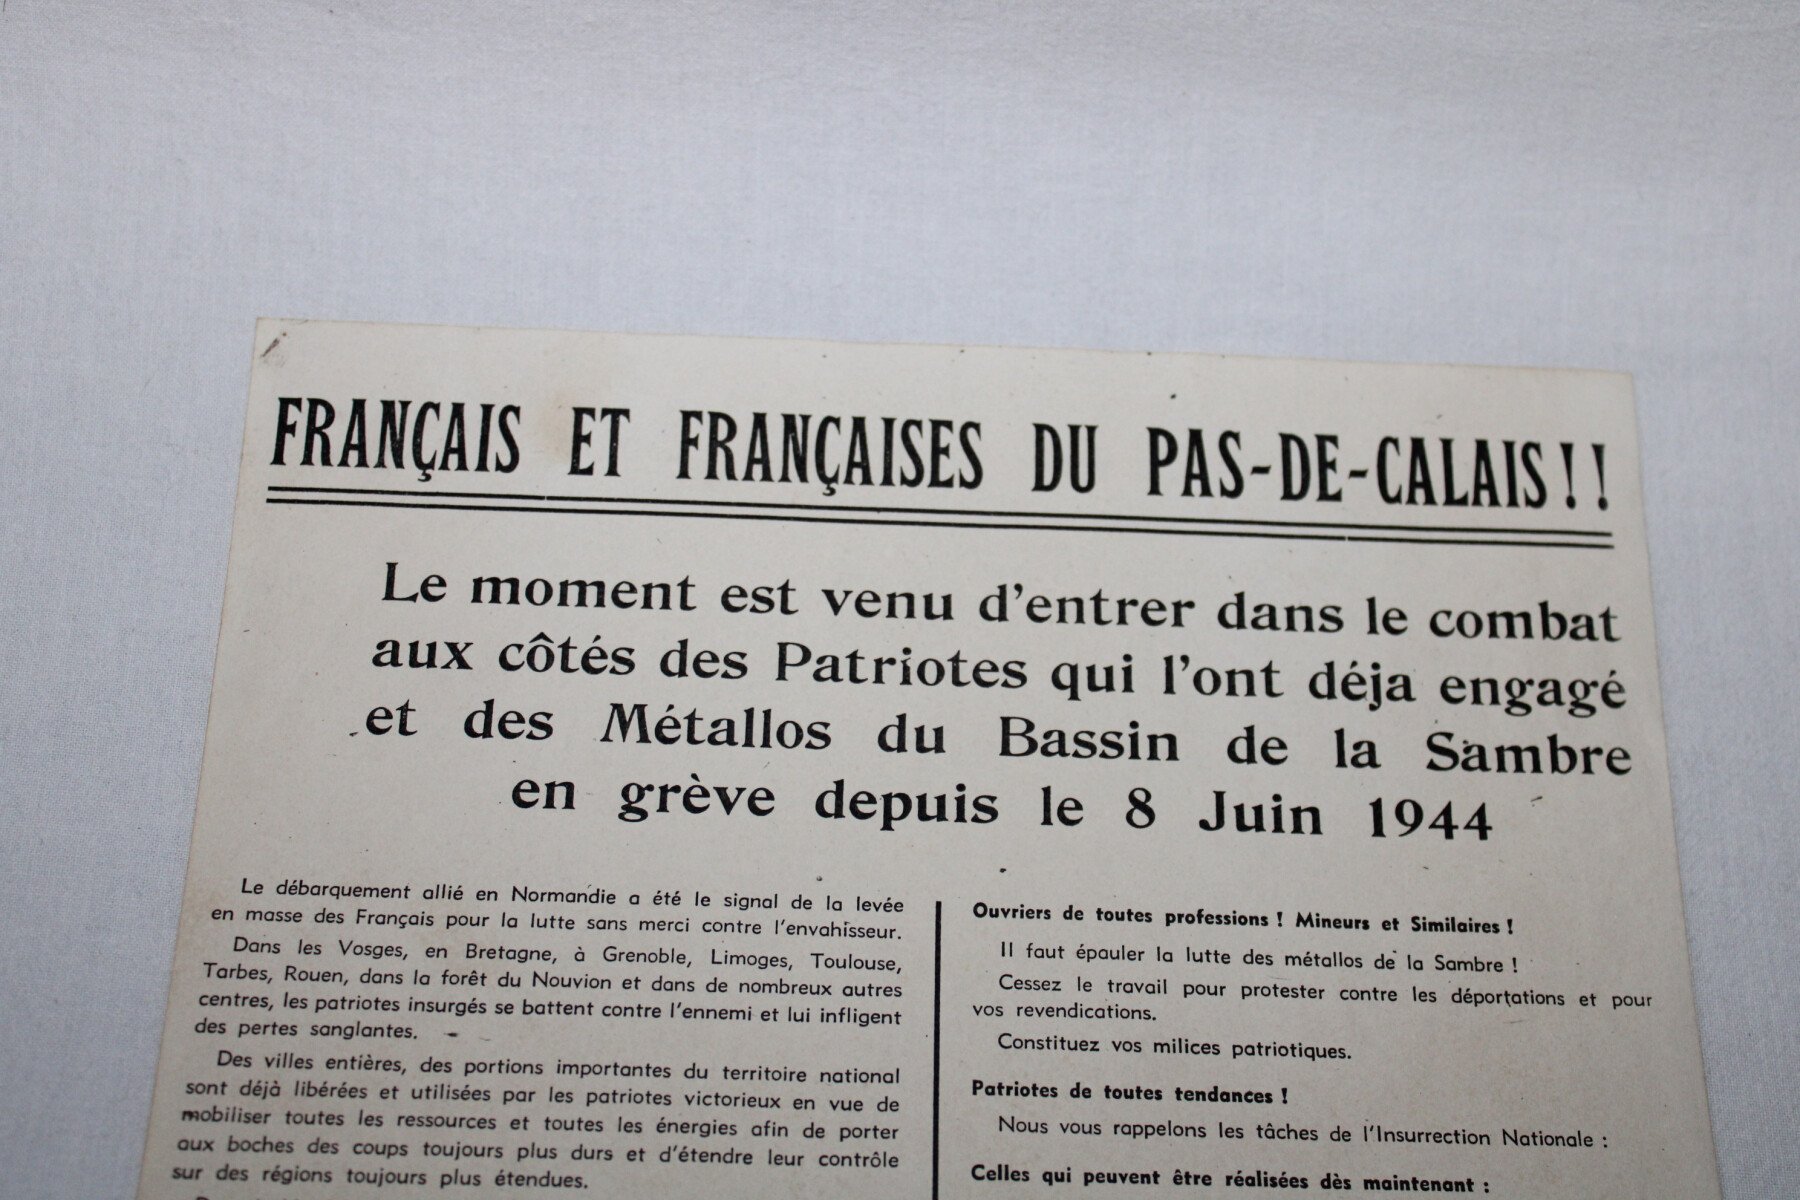 FRANÇAIS ET FRANÇAISES DU PAS-DE-CALAIS!!
Le moment est venu d'entrer dans le combat
aux côtés des Patriotes qui l'ont déja engagé
et des Métallos du Bassin de la Sambre
en grève depuis le 8 Juin 1944
Le débarquement allié en Normandie a été le signal de la levée
en masse des Français pour la lutte sans merci contre l'envahisseur.
Dans les Vosges, en Bretagne, à Grenoble, Limoges, Toulouse,
Tarbes, Rouen, dans la forêt du Nouvion et dans de nombreux autres
centres, les patriotes insurgés se battent contre l'ennemi et lui infligent
des pertes sanglantes.
Des villes entières, des portions importantes du territoire national
sont déjà libérées et utilisées par les patriotes victorieux en vue de
mobiliser toutes les ressources et toutes les énergies afin de porter
aux boches des coups toujours plus durs et d'étendre leur contrôle
sur des régions toujours plus étendues.
Ouvriers de toutes professions ! Mineurs et Similaires !
Il faut épauler la lutte des métallos de la Sambre !
Cessez le travail pour protester contre les déportations et pour
vos revendications.
Constituez vos milices patriotiques.
Patriotes de toutes tendances !
Nous vous rappelons les tâches de l'Insurrection Nationale :
Celles qui peuvent être réalisées dès maintenant :